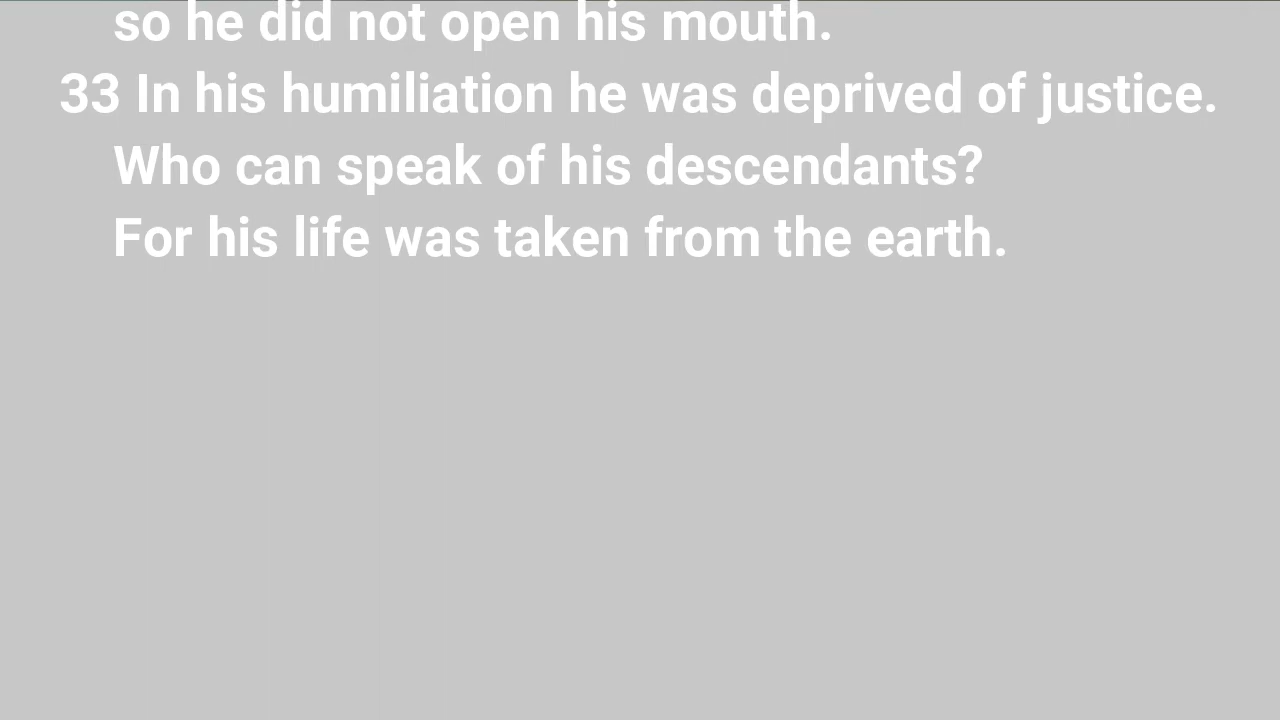 so he did not open his mouth.
33 In his humiliation he was deprived of justice.
Who can speak of his descendants?
For his life was taken from the earth.